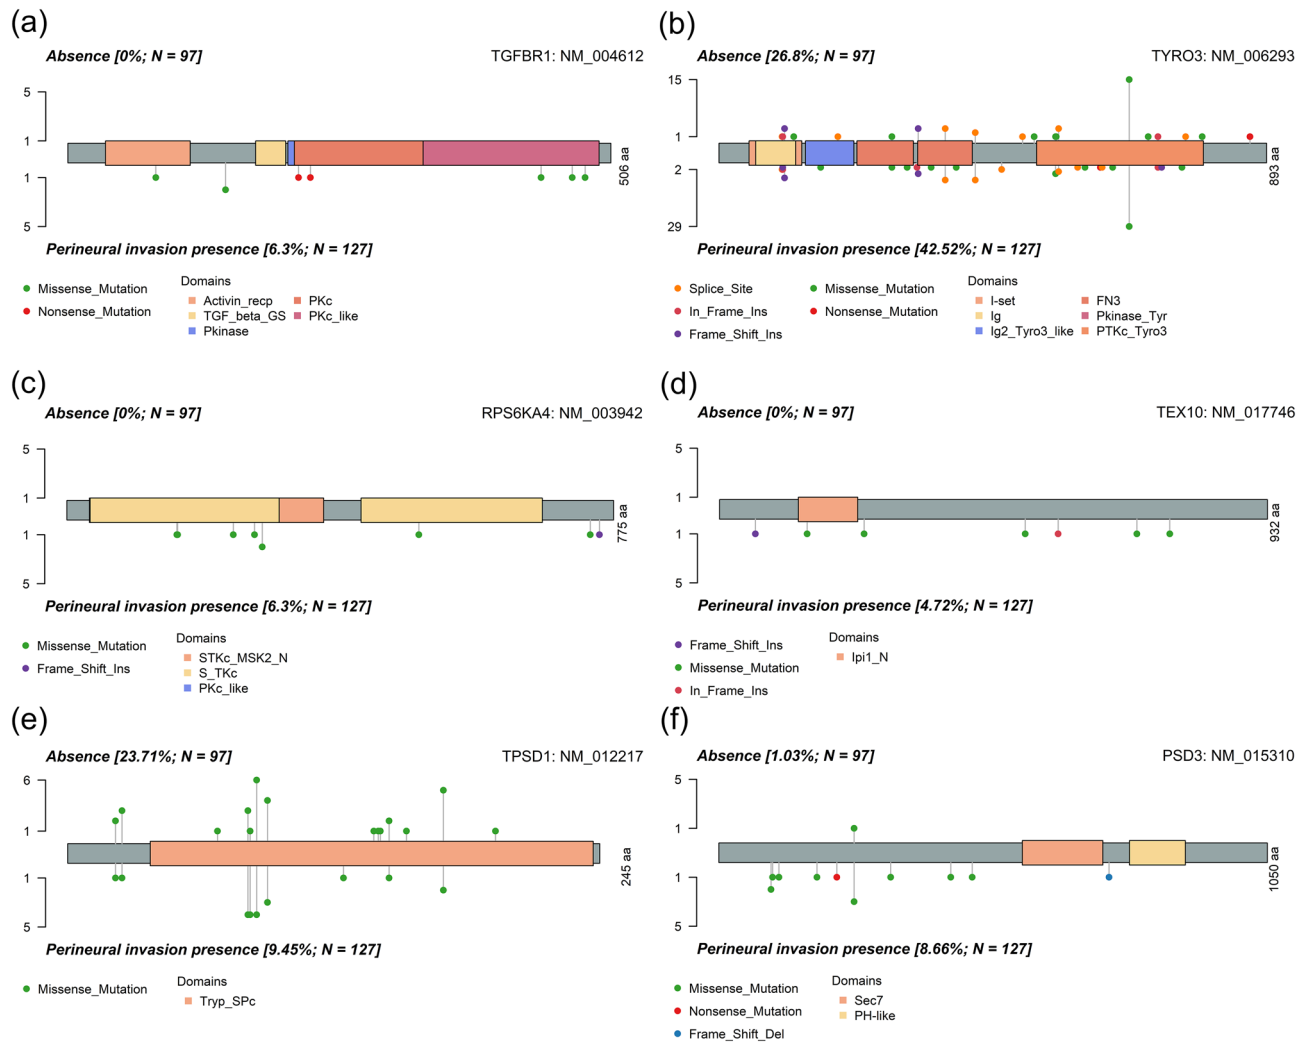 (a)
Absence [0%; N = 97]
TGFBR1: NM_004612
5
1
1
5
506 aa
Perineural invasion presence [6.3%; N = 127]
Missense_Mutation
Nonsense_Mutation
Domains
Activin_recp
TGF_beta_GS
Pkinase
PKc
PKc_like
(b)
Absence [26.8%; N = 97]
TYRO3: NM_006293
15
1
2
29
893 aa
Perineural invasion presence [42.52%; N = 127]
Splice_Site
In_Frame_Ins
Frame_Shift_Ins
Missense_Mutation
Nonsense_Mutation
Domains
I-set
Ig
Ig2_Tyro3_like
FN3
Pkinase_Tyr
PTKc_Tyro3
(c)
Absence [0%; N = 97]
RPS6KA4: NM_003942
5
1
1
5
775 aa
Perineural invasion presence [6.3%; N = 127]
Missense_Mutation
Frame_Shift_Ins
Domains
STKc_MSK2_N
S_TKc
PKc_like
(d)
Absence [0%; N = 97]
TEX10: NM_017746
5
1
1
5
932 aa
Perineural invasion presence [4.72%; N = 127]
Frame_Shift_Ins
Missense_Mutation
In_Frame_Ins
Domains
Ipi1_N
(e)
Absence [23.71%; N = 97]
TPSD1: NM_012217
6
1
1
5
245 aa
Perineural invasion presence [9.45%; N = 127]
Missense_Mutation
Domains
Tryp_SPc
(f)
Absence [1.03%; N = 97]
PSD3: NM_015310
5
1
1
5
1050 aa
Perineural invasion presence [8.66%; N = 127]
Missense_Mutation
Nonsense_Mutation
Frame_Shift_Del
Domains
Sec7
PH-like